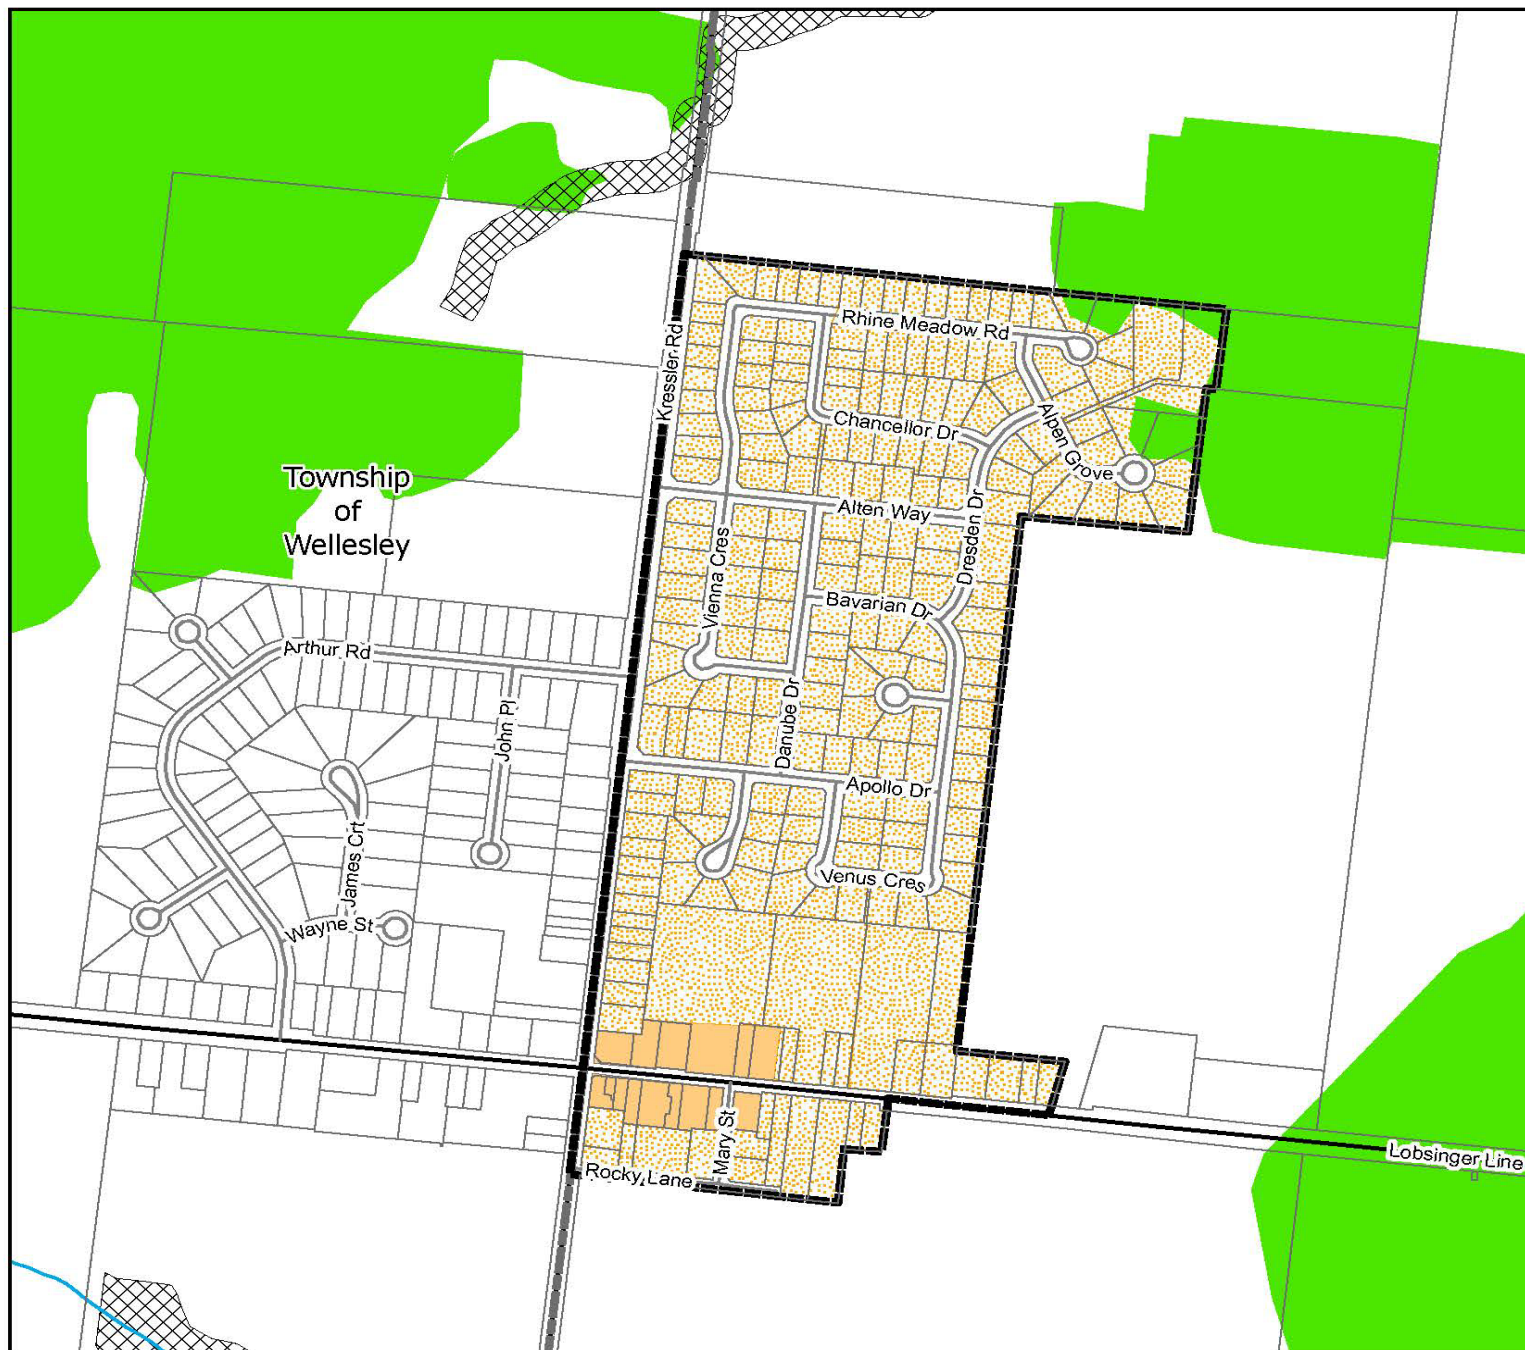 Rhine Meadow Rd
Kressler Rd
Chancellor Dr
Alpen Grove
Township
of
Wellesley
Alten Way
Dresden Dr
Vienna Cres
Bavarian Dr
Arthur Rd
John Pl
Danube Dr
Apollo Dr
James Crt
Venus Cres
Wayne St
Mary St
Lobsinger Line
Rocky Lane